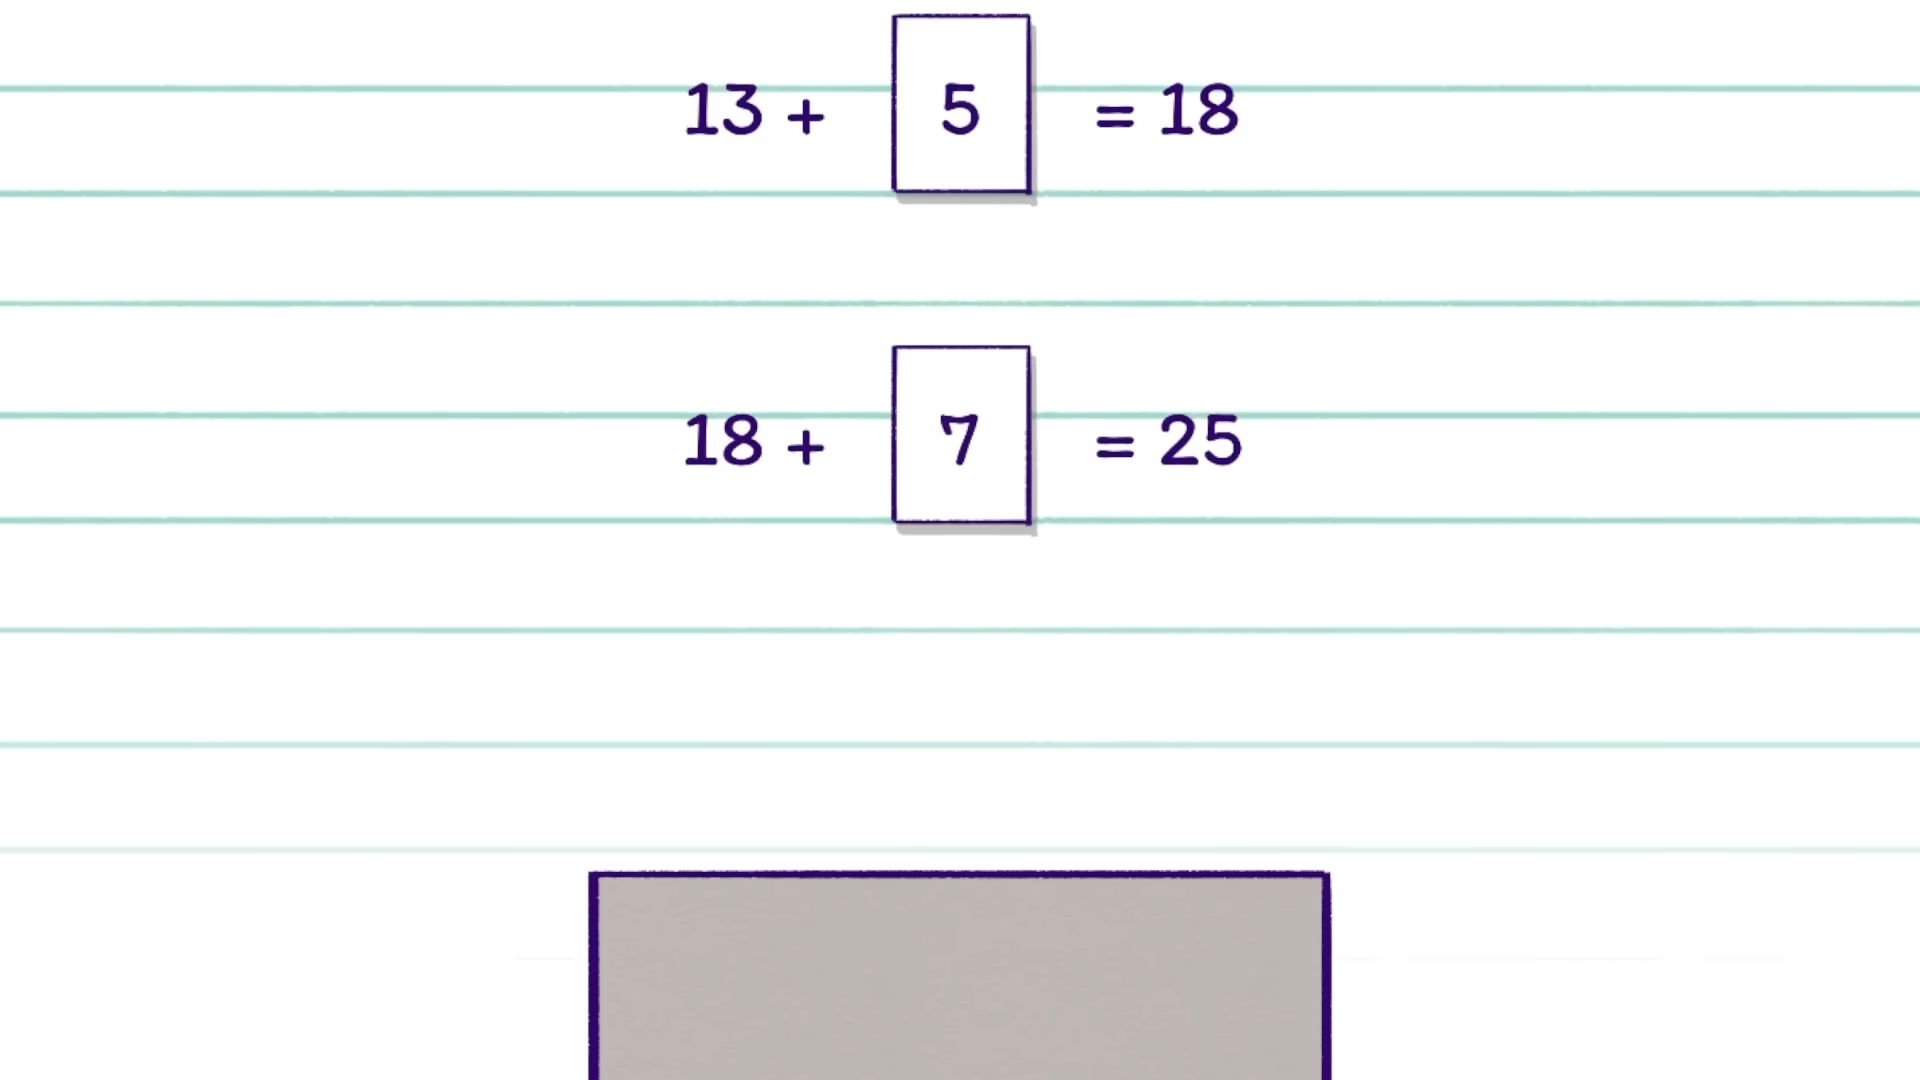 13 + 5 = 18
18 + 7 = 25